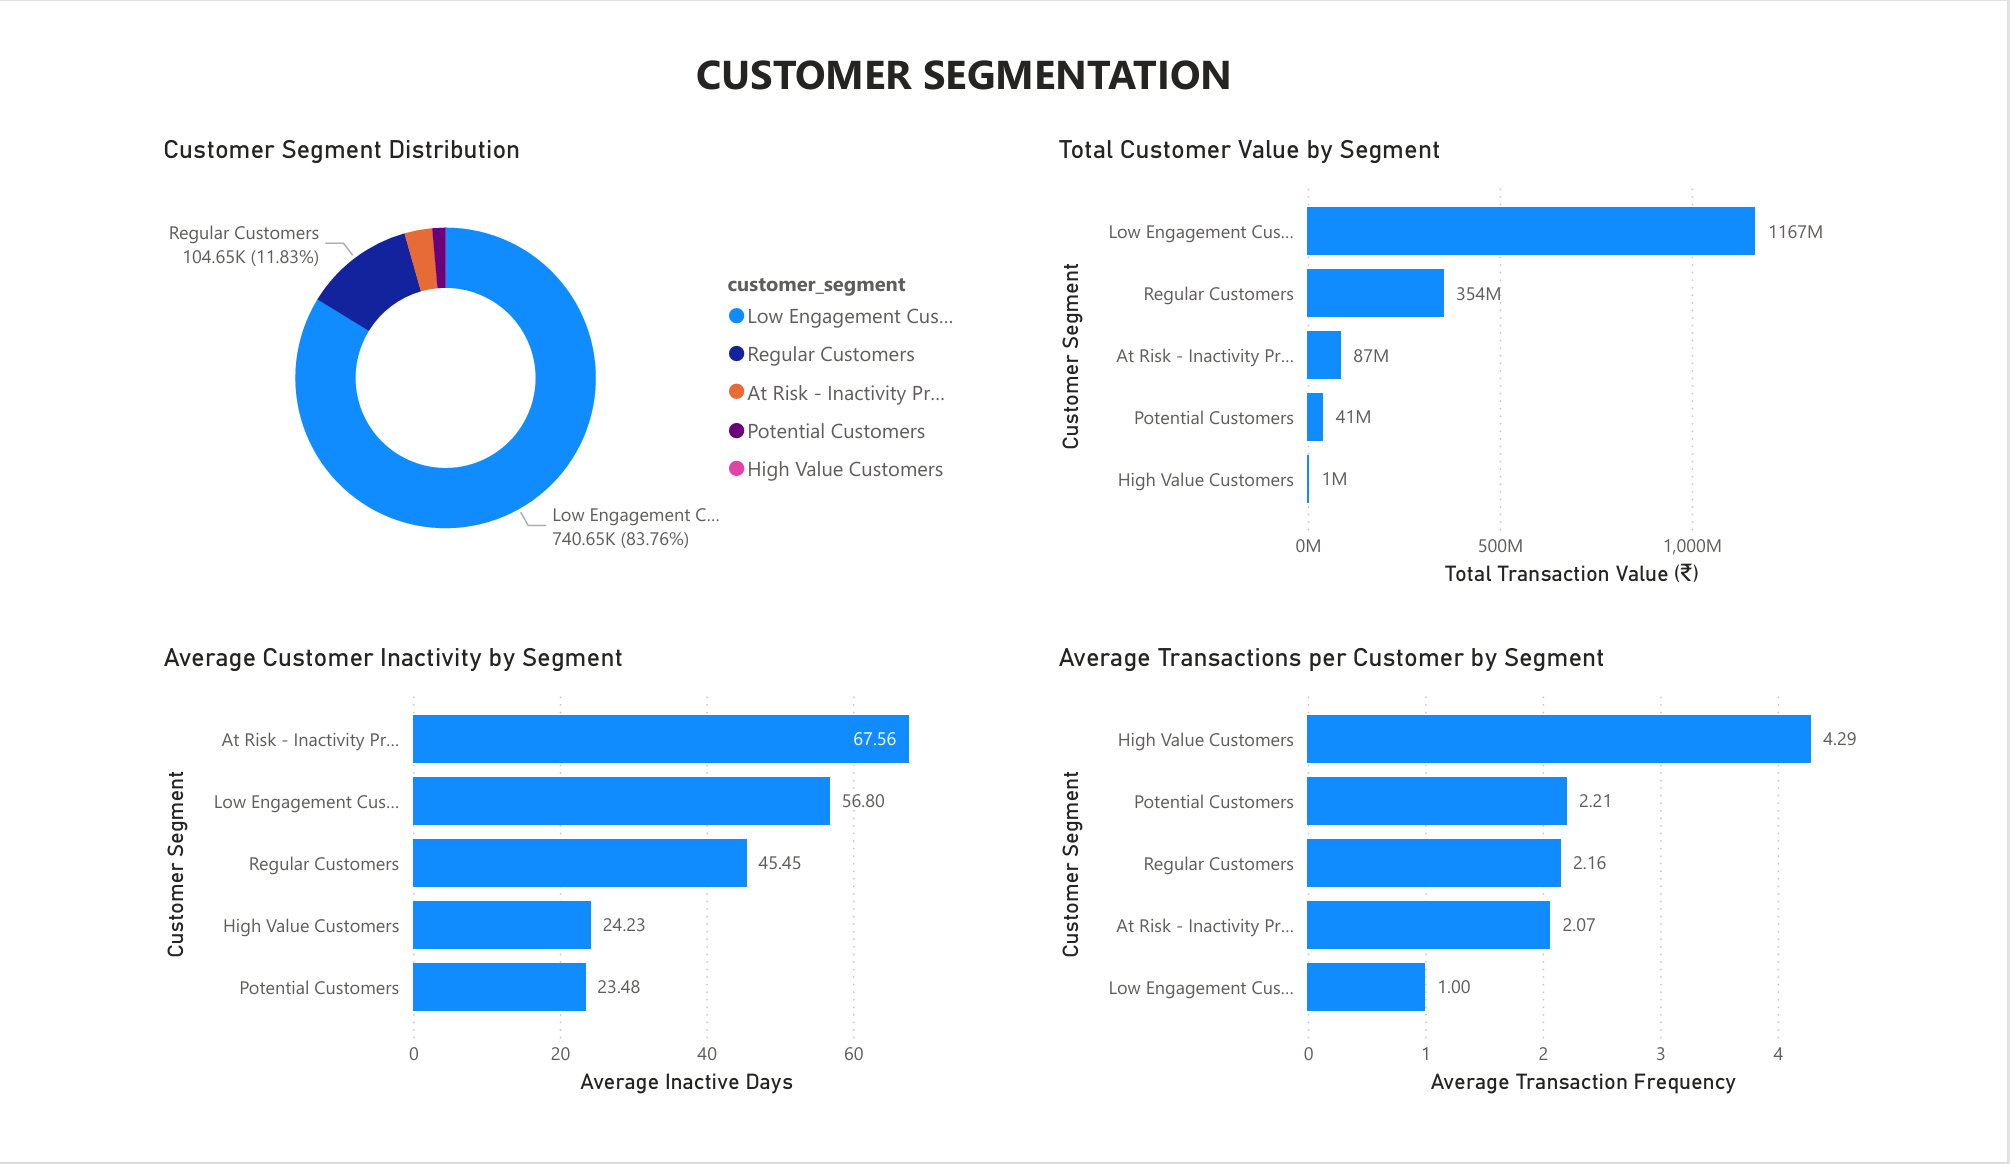 CUSTOMER SEGMENTATION
Customer Segment Distribution
Regular Customers
104.65K (11.83%)
Low Engagement C...
740.65K (83.76%)
customer_segment
Low Engagement Cus...
Regular Customers
At Risk - Inactivity Pr...
Potential Customers
High Value Customers
Total Customer Value by Segment
Customer Segment
Low Engagement Cus...
1167M
Regular Customers
354M
At Risk - Inactivity Pr...
87M
Potential Customers
41M
High Value Customers
1M
0M
500M
1,000M
Total Transaction Value (₹)
Average Customer Inactivity by Segment
Customer Segment
At Risk - Inactivity Pr...
67.56
Low Engagement Cus...
56.80
Regular Customers
45.45
High Value Customers
24.23
Potential Customers
23.48
0
20
40
60
Average Inactive Days
Average Transactions per Customer by Segment
Customer Segment
High Value Customers
4.29
Potential Customers
2.21
Regular Customers
2.16
At Risk - Inactivity Pr...
2.07
Low Engagement Cus...
1.00
0
1
2
3
4
Average Transaction Frequency